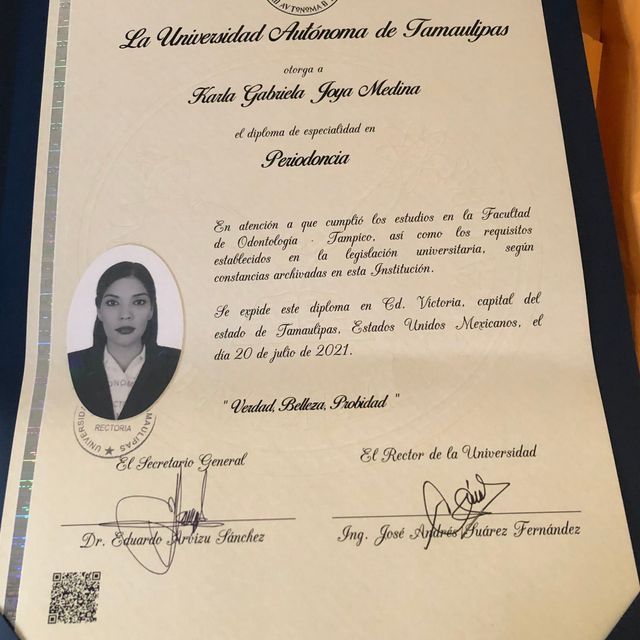 AVTONOMA
La Universidad Autónoma de Tamaulipas
otorga a
Karla Gabriela Joya Medina
el diploma de especialidad en
Periodoncia
En atención a que cumplió los estudios en la Facultad
de Odontología . Tampico, así como los requisitos
establecidos en la legislación universitaria, según
constancias archivadas en esta Institución.
Se expide este diploma en Cd. Victoria, capital del
estado de Tamaulipas, Estados Unidos Mexicanos, el
día 20 de julio de 2021.
" Verdad, Belleza, Probidad "
RECTORIA
El Secretario General
El Rector de la Universidad
Dr. Eduardo Arvizu Sánchez
Ing. José Andrés Suárez Fernández